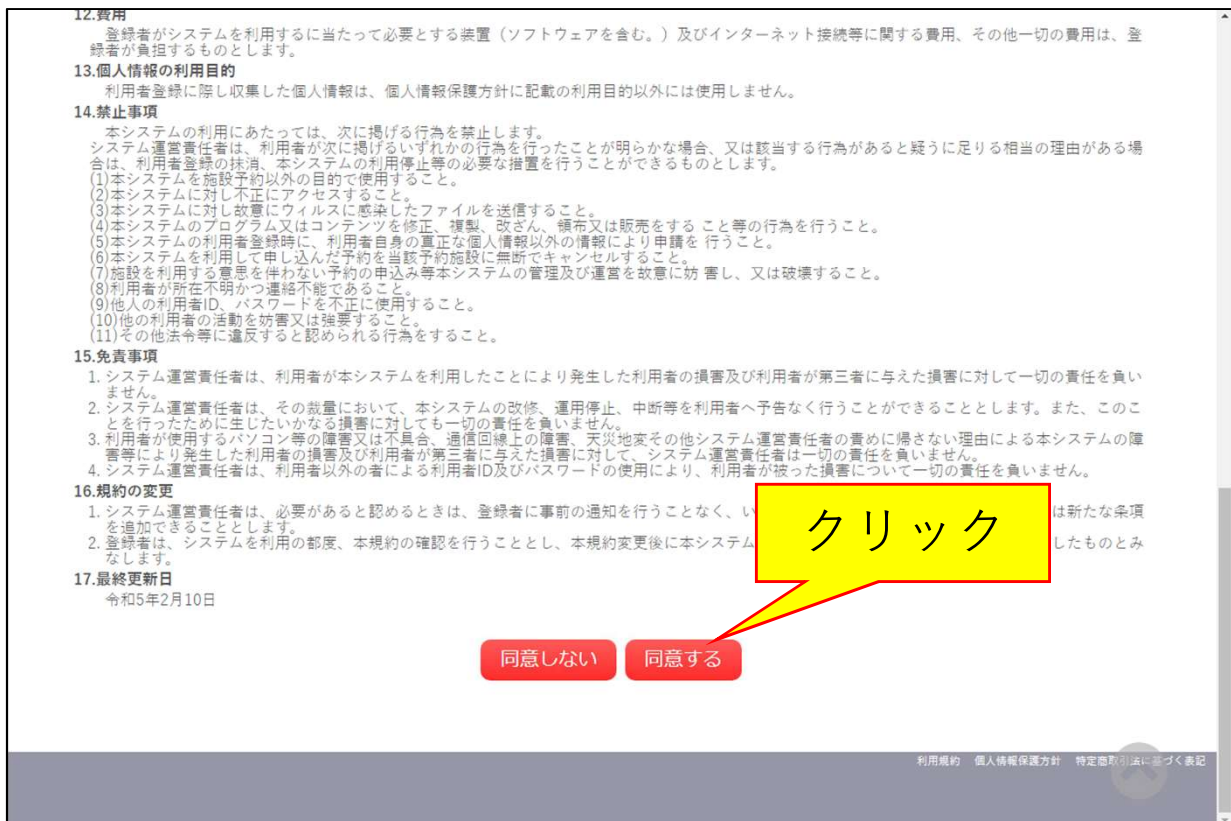 12.費用
登録者がシステムを利用するに当たって必要とする装置（ソフトウェアを含む。）及びインターネット接続等に関する費用、その他一切の費用は、登
録者が負担するものとします。
13.個人情報の利用目的
利用者登録に際し収集した個人情報は、個人情報保護方針に記載の利用目的以外には使用しません。
14.禁止事項
本システムの利用にあたっては、次に掲げる行為を禁止します。
システム運営責任者は、利用者が次に掲げるいずれかの行為を行ったことが明らかな場合、又は該当する行為があると疑うに足りる相当の理由がある場
合は、利用者登録の抹消、本システムの利用停止等の必要な措置を行うことができるものとします。
(1)本システムを施設予約以外の目的で使用すること。
(2)本システムに対し不正にアクセスすること。
(3)本システムに対し故意にウィルスに感染したファイルを送信すること。
(4)本システムのプログラム又はコンテンツを修正、複製、改ざん、頒布又は販売をする こと等の行為を行うこと。
(5)本システムの利用者登録時に、利用者自身の真正な個人情報以外の情報により申請を 行うこと。
(6)本システムを利用して申し込んだ予約を当該予約施設に無断でキャンセルすること。
(7)施設を利用する意思を伴わない予約の申込み等本システムの管理及び運営を故意に妨 害し、又は破壊すること。
(8)利用者が所在不明かつ連絡不能であること。
(9)他人の利用者ID、パスワードを不正に使用すること。
(10)他の利用者の活動を妨害又は強要すること。
(11)その他法令等に違反すると認められる行為をすること。
15.免責事項
1. システム運営責任者は、利用者が本システムを利用したことにより発生した利用者の損害及び利用者が第三者に与えた損害に対して一切の責任を負い
ません。
2. システム運営責任者は、その裁量において、本システムの改修、運用停止、中断等を利用者へ予告なく行うことができることとします。また、このこ
とを行ったために生じたいかなる損害に対しても一切の責任を負いません。
3. 利用者が使用するパソコン等の障害又は不具合、通信回線上の障害、天災地変その他システム運営責任者の責めに帰さない理由による本システムの障
害等により発生した利用者の損害及び利用者が第三者に与えた損害に対して、システム運営責任者は一切の責任を負いません。
4. システム運営責任者は、利用者以外の者による利用者ID及びパスワードの使用により、利用者が被った損害について一切の責任を負いません。
16.規約の変更
1. システム運営責任者は、必要があると認めるときは、登録者に事前の通知を行うことなく、い は新たな条項
を追加できることとします。
2. 登録者は、システムを利用の都度、本規約の確認を行うこととし、本規約変更後に本システム したものとみ
なします。
クリック
17.最終更新日
令和5年2月10日
同意しない 同意する
利用規約 個人情報保護方針 特定商取引法に基づく表記